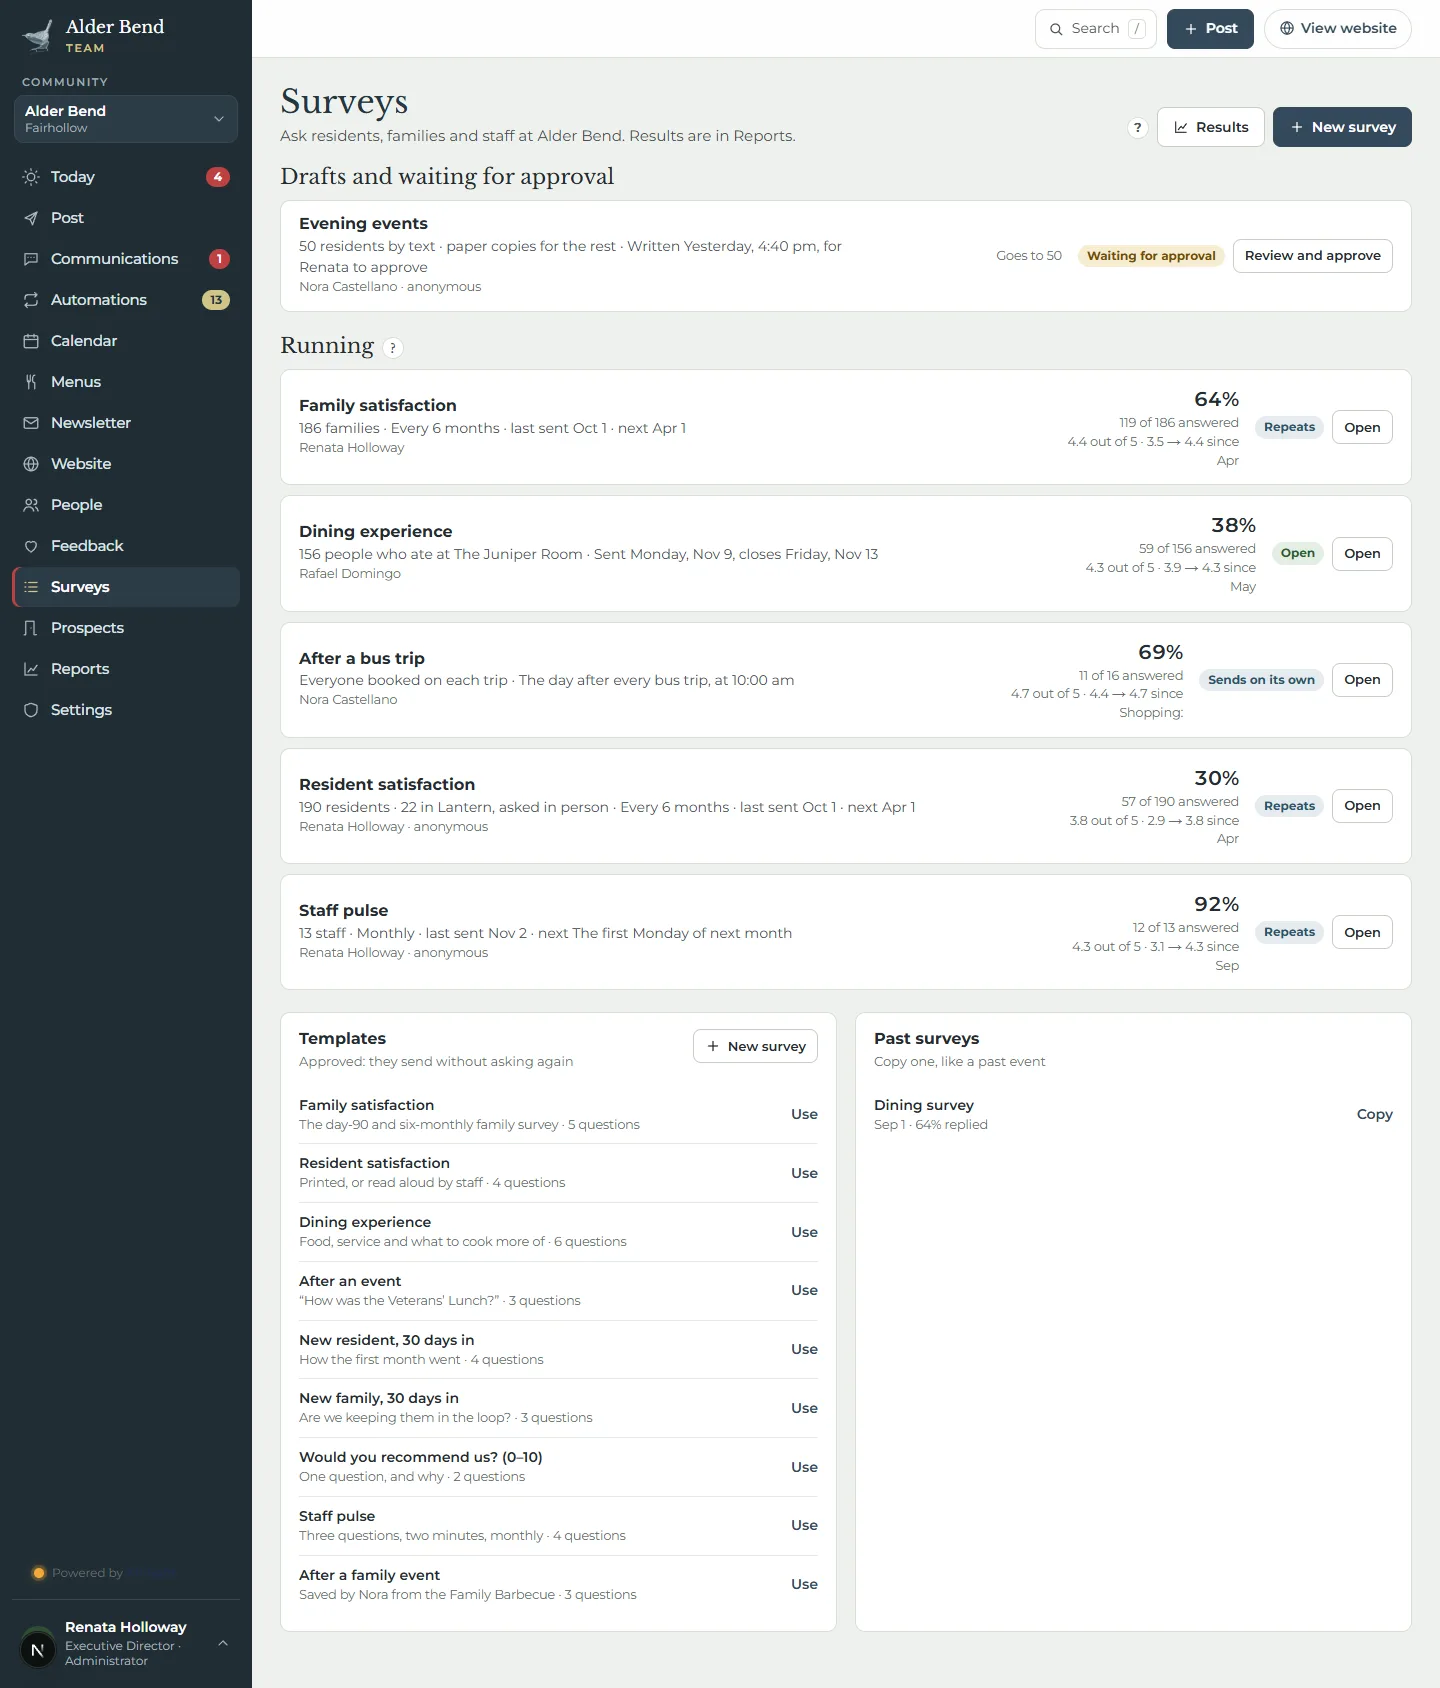 Alder Bend
TEAM
COMMUNITY
Alder Bend
Fairhollow
Today
4
Post
Communications
1
Automations
13
Calendar
Menus
Newsletter
Website
People
Feedback
Surveys
Prospects
Reports
Settings
Powered by
Renata Holloway
Executive Director ·
Administrator
N
Search /
+ Post
View website
Surveys
Ask residents, families and staff at Alder Bend. Results are in Reports.
?
Results
+ New survey
Drafts and waiting for approval
Evening events
50 residents by text · paper copies for the rest · Written Yesterday, 4:40 pm, for
Renata to approve
Nora Castellano · anonymous
Goes to 50
Waiting for approval
Review and approve
Running ?
Family satisfaction
186 families · Every 6 months · last sent Oct 1 · next Apr 1
Renata Holloway
64%
119 of 186 answered
4.4 out of 5 · 3.5 → 4.4 since
Apr
Repeats
Open
Dining experience
156 people who ate at The Juniper Room · Sent Monday, Nov 9, closes Friday, Nov 13
Rafael Domingo
38%
59 of 156 answered
4.3 out of 5 · 3.9 → 4.3 since
May
Open
Open
After a bus trip
Everyone booked on each trip · The day after every bus trip, at 10:00 am
Nora Castellano
69%
11 of 16 answered
4.7 out of 5 · 4.4 → 4.7 since
Shopping:
Sends on its own
Open
Resident satisfaction
190 residents · 22 in Lantern, asked in person · Every 6 months · last sent Oct 1 · next Apr 1
Renata Holloway · anonymous
30%
57 of 190 answered
3.8 out of 5 · 2.9 → 3.8 since
Apr
Repeats
Open
Staff pulse
13 staff · Monthly · last sent Nov 2 · next The first Monday of next month
Renata Holloway · anonymous
92%
12 of 13 answered
4.3 out of 5 · 3.1 → 4.3 since
Sep
Repeats
Open
Templates
Approved: they send without asking again
+ New survey
Family satisfaction
The day-90 and six-monthly family survey · 5 questions
Use
Resident satisfaction
Printed, or read aloud by staff · 4 questions
Use
Dining experience
Food, service and what to cook more of · 6 questions
Use
After an event
“How was the Veterans’ Lunch?” · 3 questions
Use
New resident, 30 days in
How the first month went · 4 questions
Use
New family, 30 days in
Are we keeping them in the loop? · 3 questions
Use
Would you recommend us? (0–10)
One question, and why · 2 questions
Use
Staff pulse
Three questions, two minutes, monthly · 4 questions
Use
After a family event
Saved by Nora from the Family Barbecue · 3 questions
Use
Past surveys
Copy one, like a past event
Dining survey
Sep 1 · 64% replied
Copy